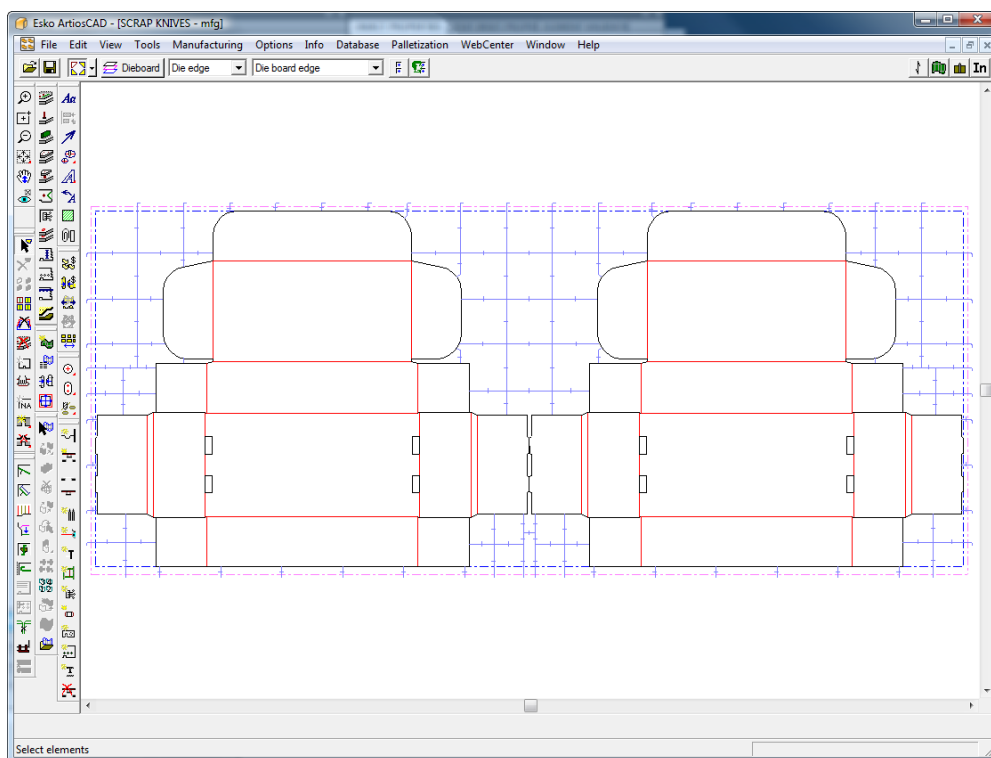 Esko ArtiosCAD - [SCRAP KNIVES - mfg]
File Edit View Tools Manufacturing Options Info Database Palletization WebCenter Window Help
Dieboard Die edge Die board edge In
Select elements